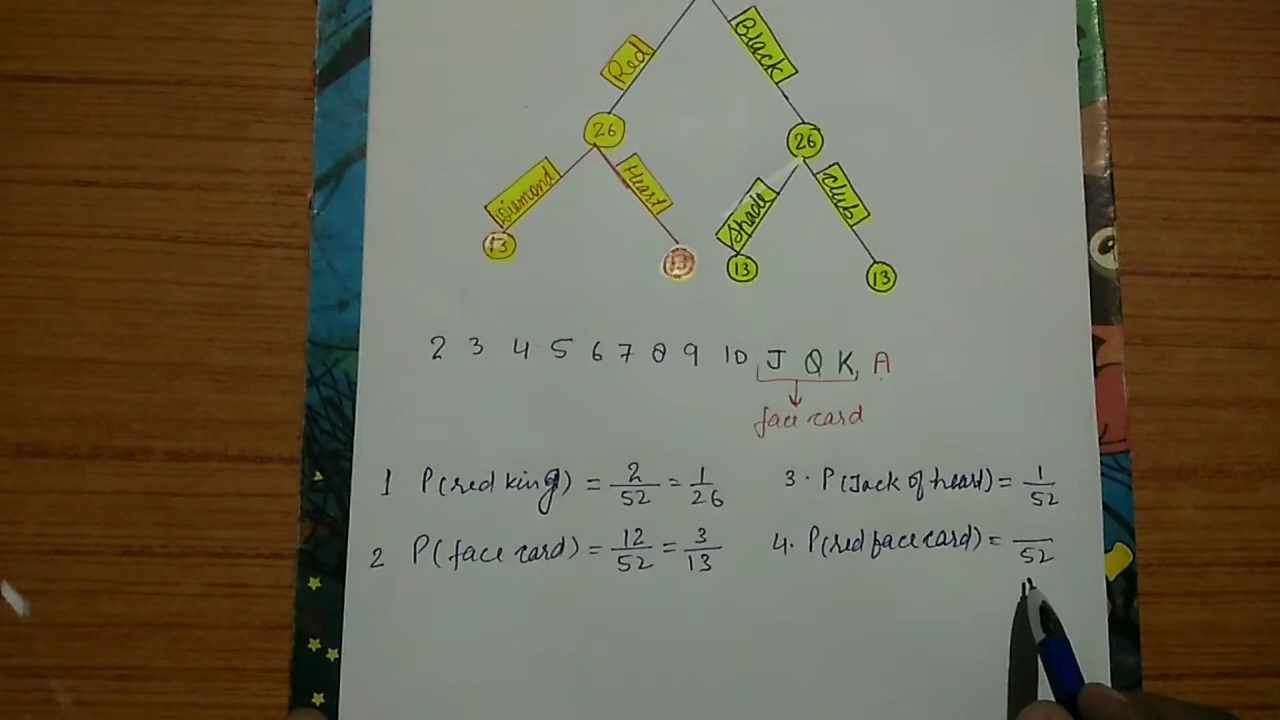 Red Black
26 26
Diamond Heart Spade Club
13 13 13 13
2 3 4 5 6 7 8 9 10 J Q K, A
face card
1 P(red king) = 2/52 = 1/26
3. P(Jack of heart) = 1/52
2 P(face card) = 12/52 = 3/13
4. P(red face card) = /52